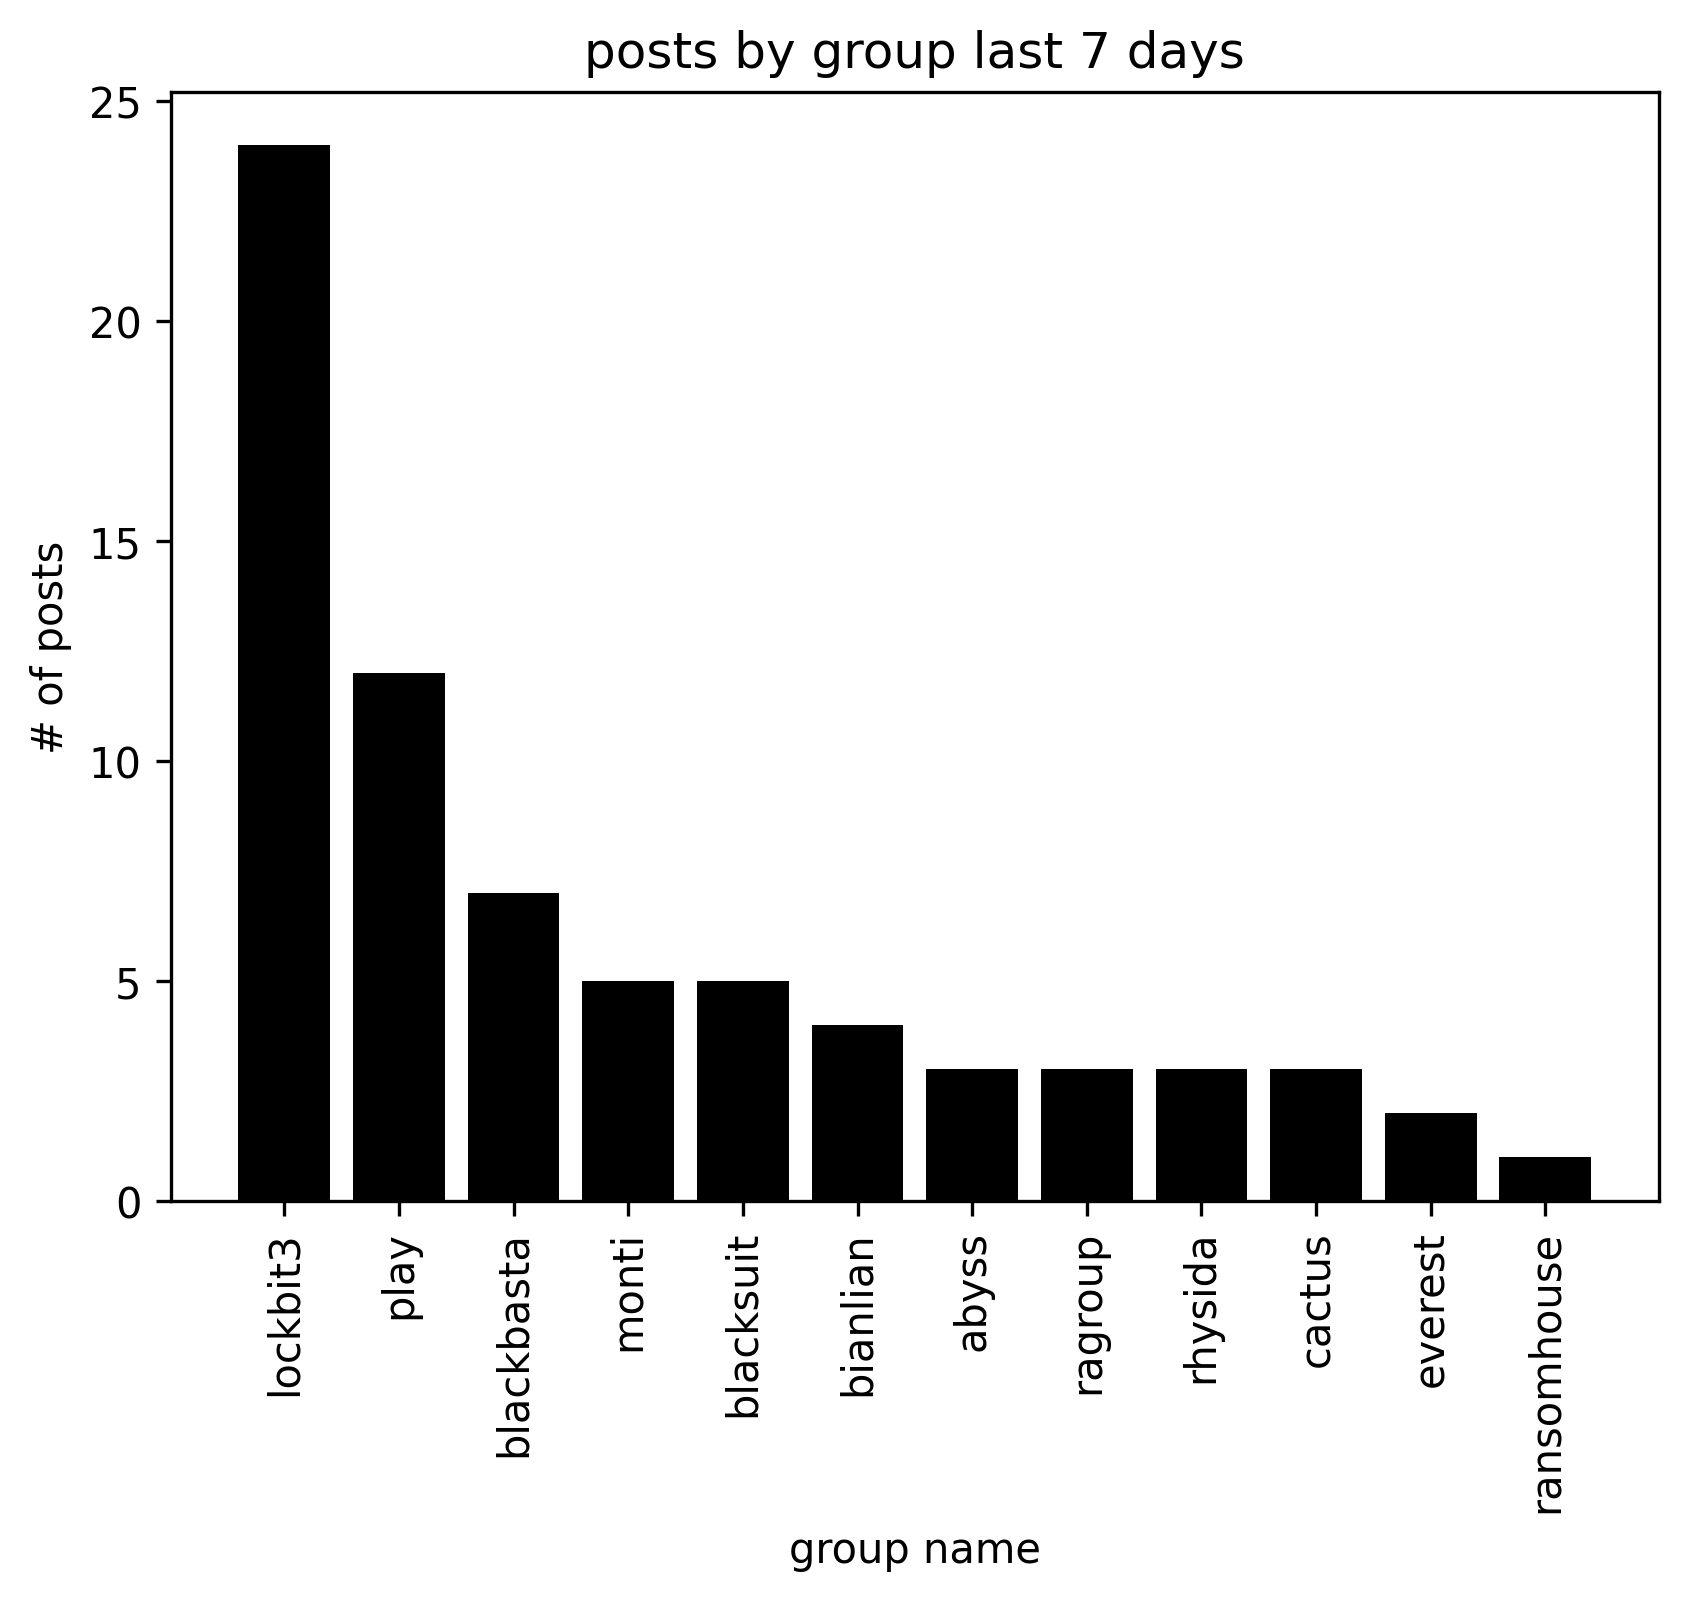 posts by group last 7 days
25
20
15
10
5
0
# of posts
lockbit3
play
blackbasta
monti
blacksuit
bianlian
abyss
ragroup
rhysida
cactus
everest
ransomhouse
group name